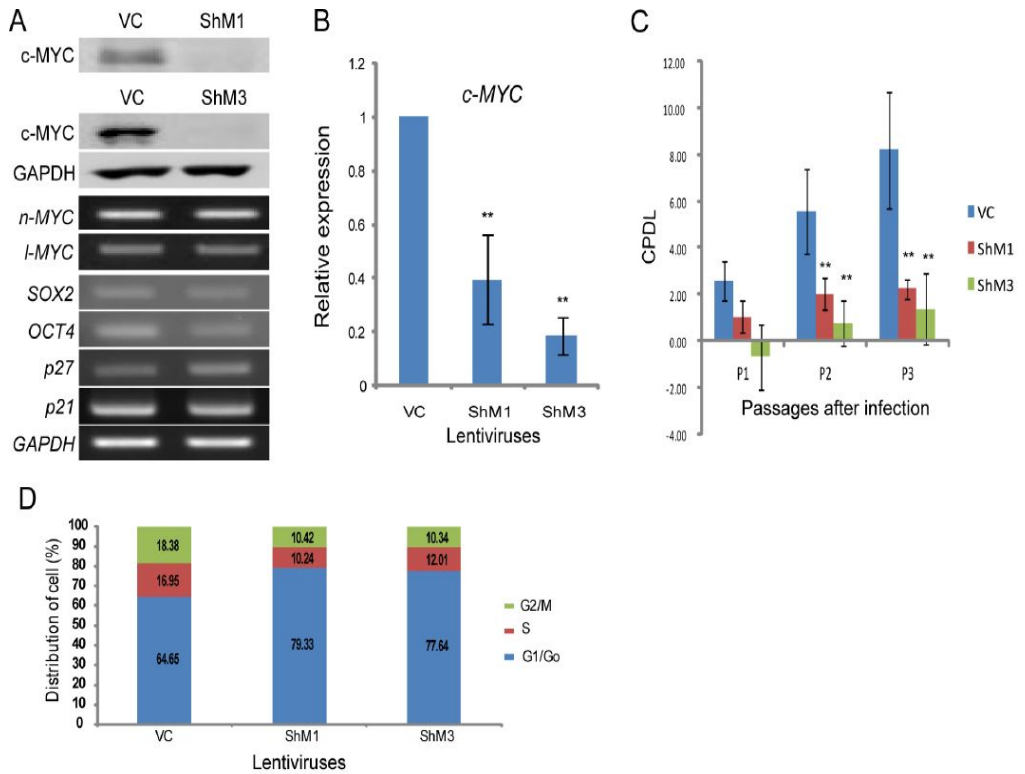 A
VC ShM1
c-MYC
VC ShM3
c-MYC
GAPDH
n-MYC
l-MYC
SOX2
OCT4
p27
p21
GAPDH
B
c-MYC
Relative expression
1.2
1
0.8
0.6
0.4
0.2
0
**
**
VC ShM1 ShM3
Lentiviruses
C
CPDL
12.00
10.00
8.00
6.00
4.00
2.00
0.00
-2.00
-4.00
** **
** **
P1 P2 P3
Passages after infection
VC
ShM1
ShM3
D
Distribution of cell (%)
100
90
80
70
60
50
40
30
20
10
0
18.38 10.42 10.34
16.95 10.24 12.01
64.65 79.33 77.64
VC ShM1 ShM3
Lentiviruses
G2/M
S
G1/Go